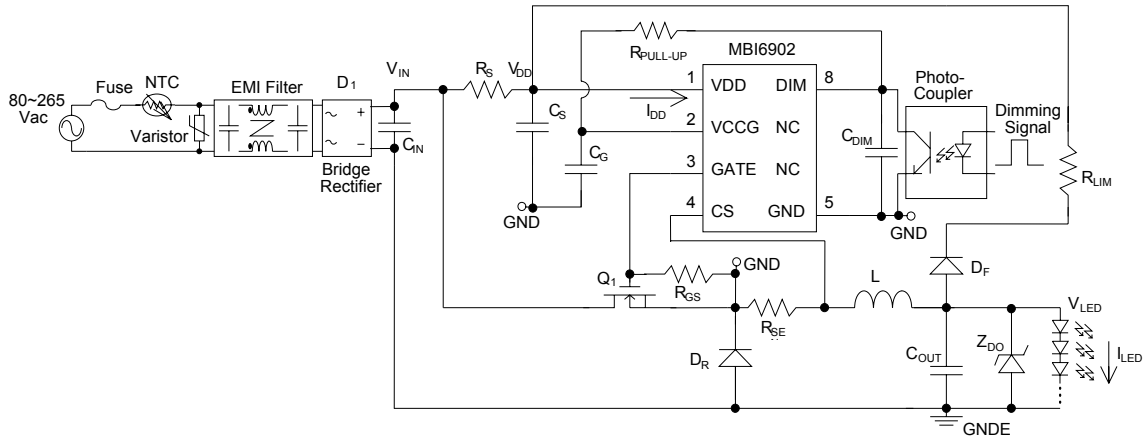 MBI6902
RPULL-UP
VIN
RS
VDD
NTC
Fuse
EMI Filter
D1
80~265
Vac
Varistor
CIN
Bridge
Rectifier
CS
CG
GND
1 VDD
IDD
2 VCCG
3 GATE
4 CS
DIM 8
NC
NC
GND 5
CDIM
Photo-
Coupler
Dimming
Signal
RLIM
GND
GND
Q1
RGS
RSE
L
DF
DR
COUT
ZDO
VLED
ILED
GNDE